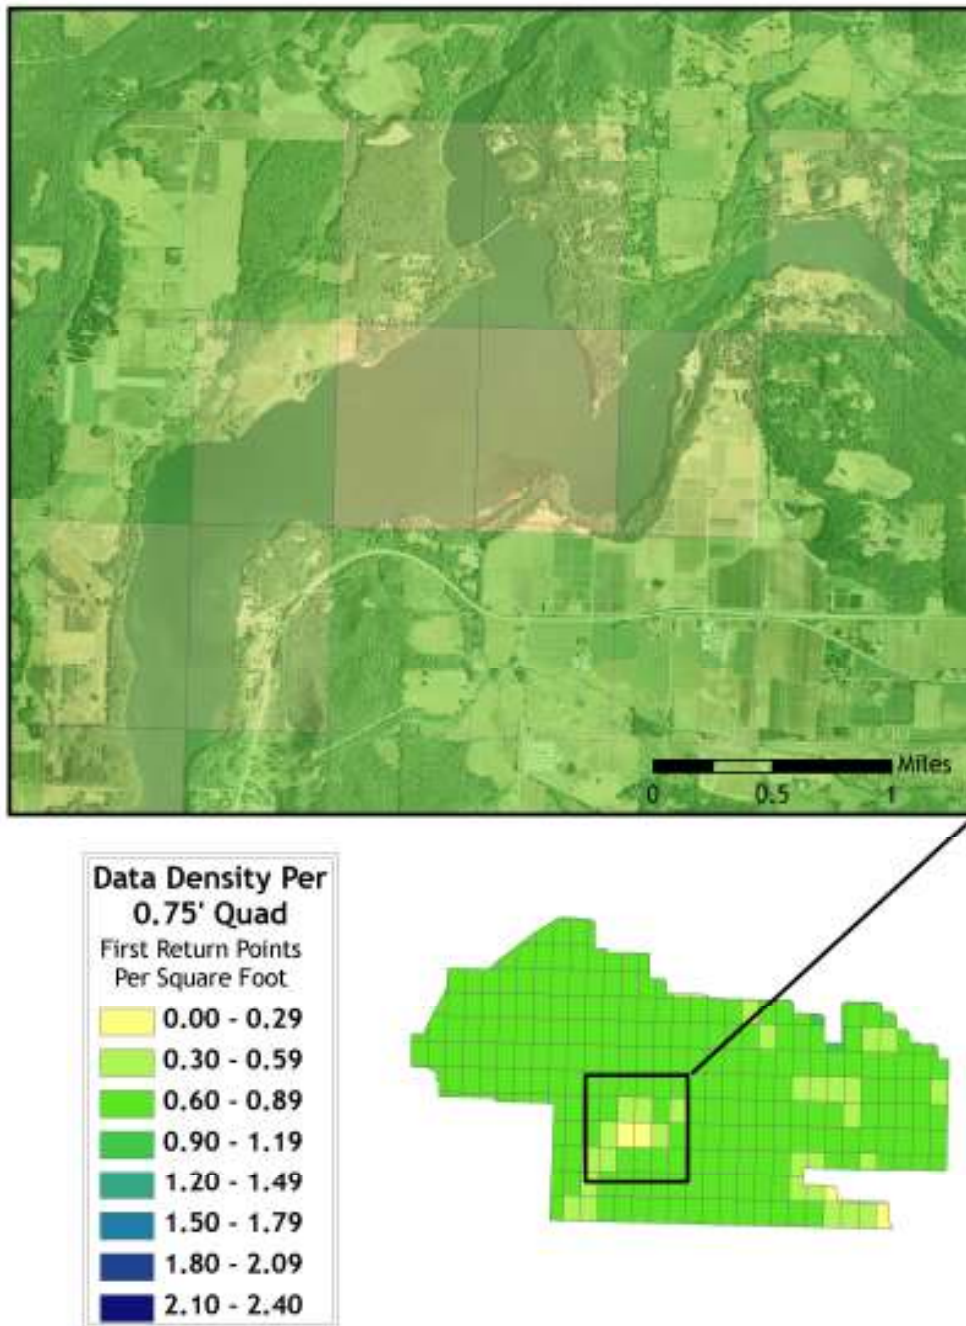 Miles
0 0.5 1
Data Density Per
0.75' Quad
First Return Points
Per Square Foot
0.00 - 0.29
0.30 - 0.59
0.60 - 0.89
0.90 - 1.19
1.20 - 1.49
1.50 - 1.79
1.80 - 2.09
2.10 - 2.40